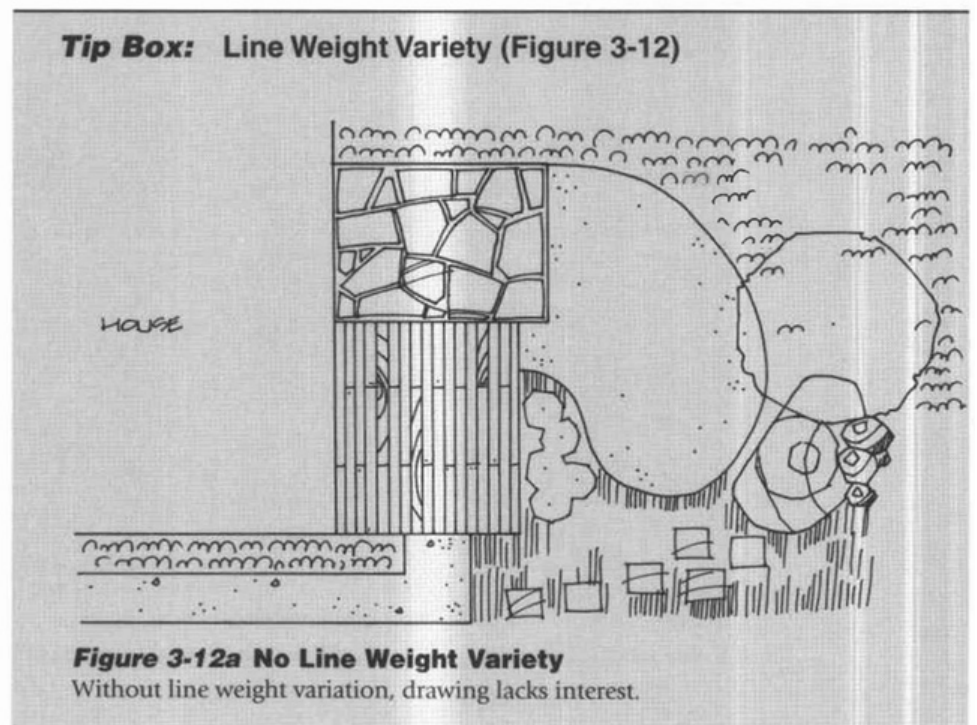 Tip Box: Line Weight Variety (Figure 3-12)
HOUSE
Figure 3-12a No Line Weight Variety
Without line weight variation, drawing lacks interest.